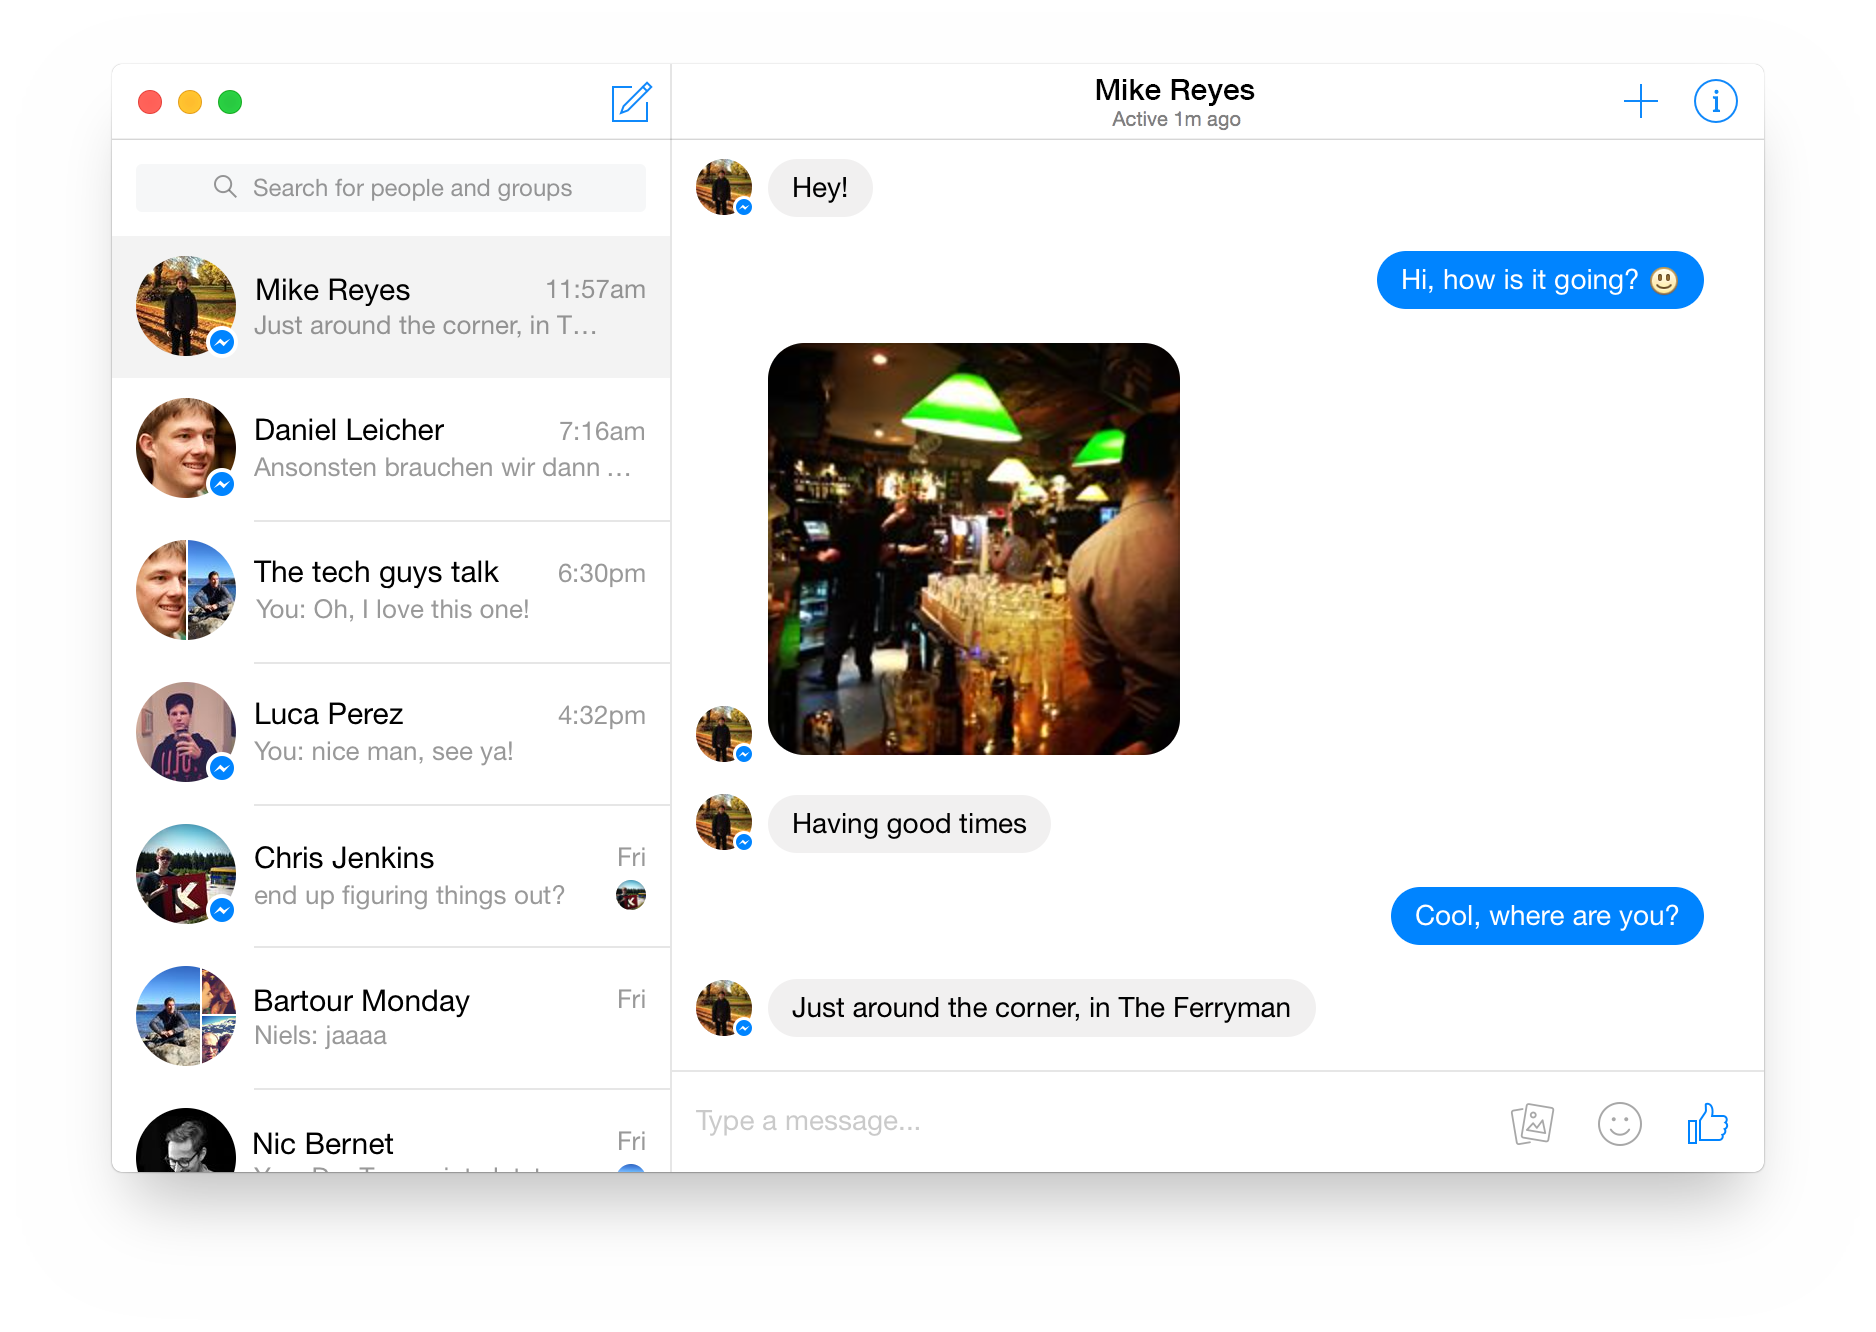 Mike Reyes
Active 1m ago
Search for people and groups
Mike Reyes 11:57am
Just around the corner, in T...
Daniel Leicher 7:16am
Ansonsten brauchen wir dann ...
The tech guys talk 6:30pm
You: Oh, I love this one!
Luca Perez 4:32pm
You: nice man, see ya!
Chris Jenkins Fri
end up figuring things out?
Bartour Monday Fri
Niels: jaaaa
Nic Bernet Fri
Hey!
Hi, how is it going? 😃
Having good times
Cool, where are you?
Just around the corner, in The Ferryman
Type a message...